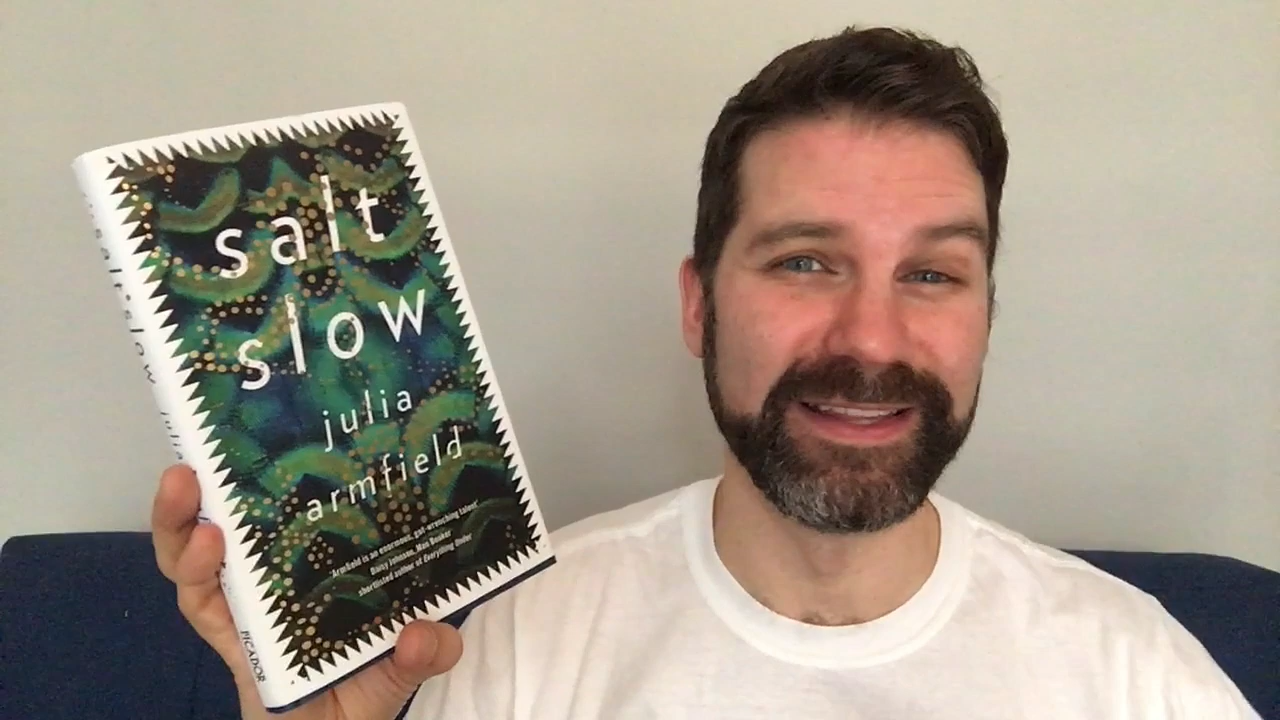 salt
slow
julia
armfield
'Armfield is an enormous, gut-wrenching talent'
Daisy Johnson, Man Booker
shortlisted author of Everything Under
salt slow julia
PICADOR